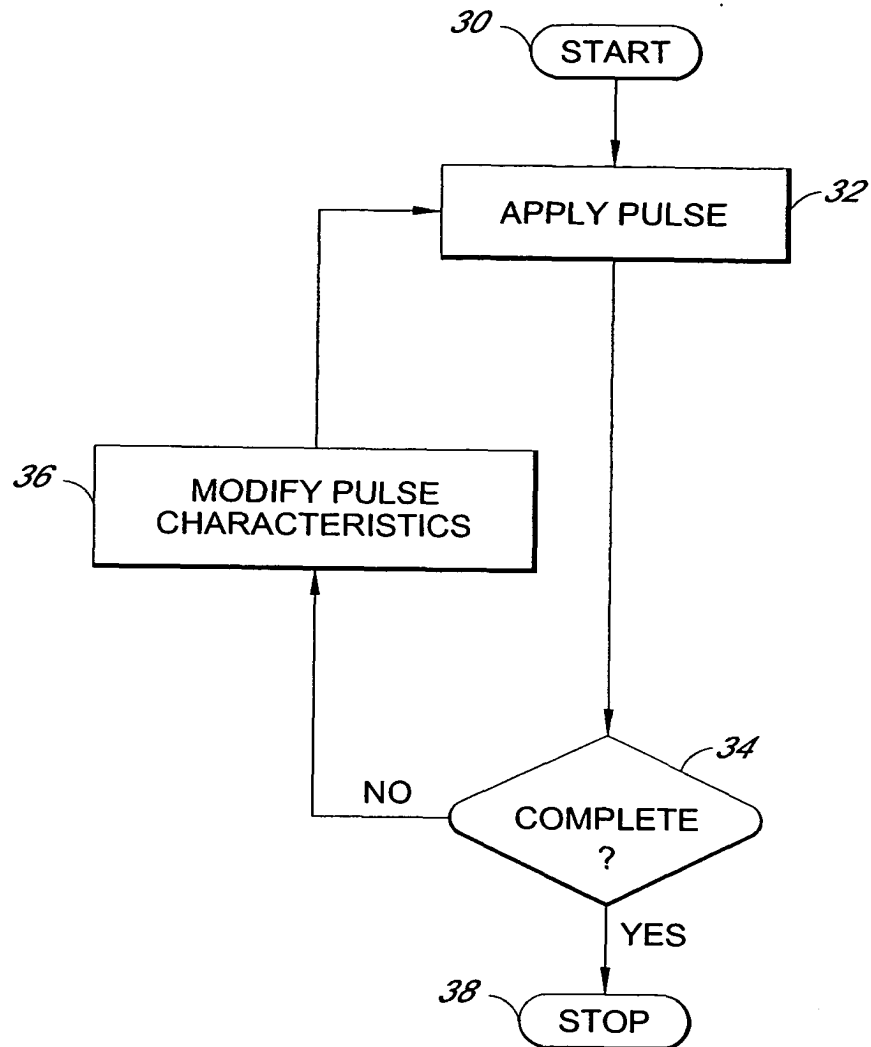 30
START
APPLY PULSE
32
36
MODIFY PULSE
CHARACTERISTICS
34
NO
COMPLETE
?
YES
38
STOP